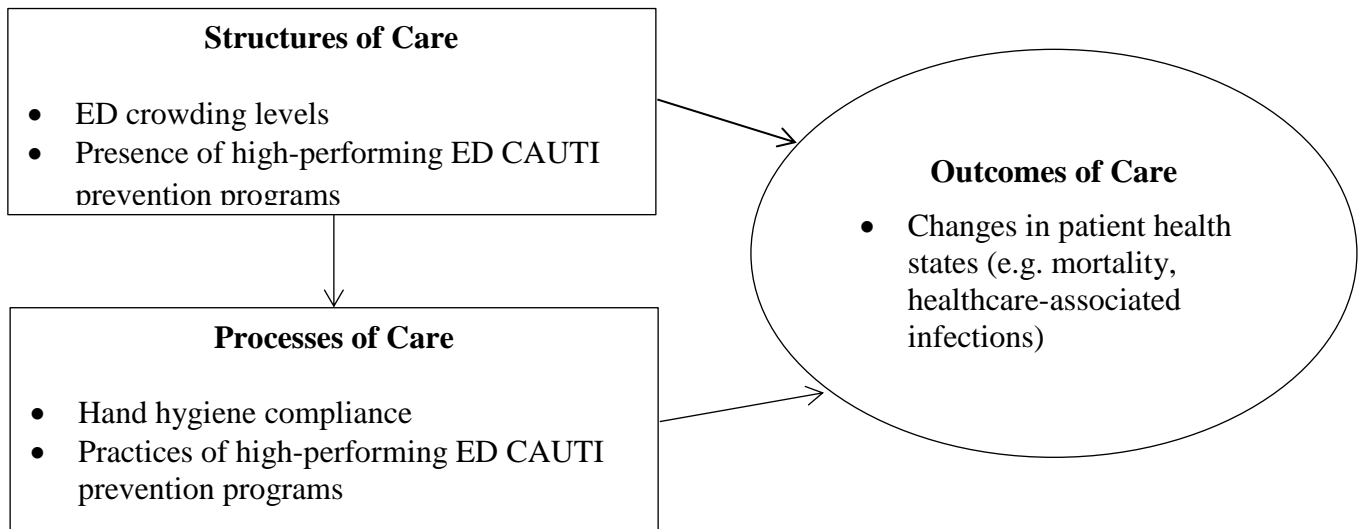 Structures of Care
• ED crowding levels
• Presence of high-performing ED CAUTI
prevention programs
Processes of Care
• Hand hygiene compliance
• Practices of high-performing ED CAUTI
prevention programs
Outcomes of Care
• Changes in patient health
states (e.g. mortality,
healthcare-associated
infections)